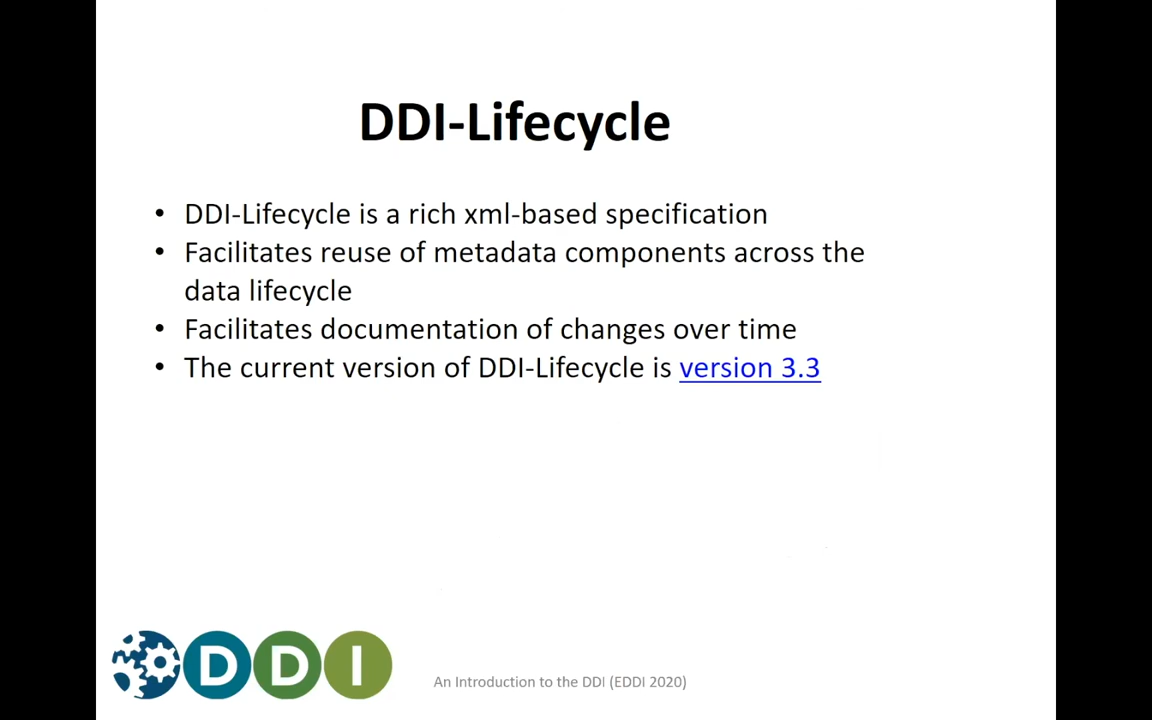 DDI-Lifecycle
• DDI-Lifecycle is a rich xml-based specification
• Facilitates reuse of metadata components across the
data lifecycle
• Facilitates documentation of changes over time
• The current version of DDI-Lifecycle is version 3.3
DDI
An Introduction to the DDI (EDDI 2020)